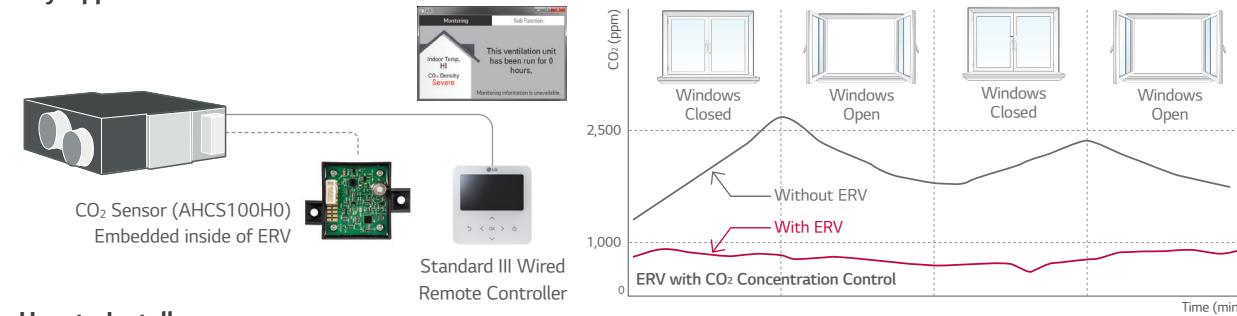 Monitoring
Sub Function
Indoor Temp.
HI
CO₂ Density
Severe
This ventilation unit
has been run for 0
hours.
Monitoring information is unavailable.
CO₂ Sensor (AHCS100H0)
Embedded inside of ERV
LG
OK
Standard III Wired
Remote Controller
CO₂ (ppm)
Windows
Closed
Windows
Open
Windows
Closed
Windows
Open
2,500
Without ERV
With ERV
1,000
ERV with CO₂ Concentration Control
0
Time (min